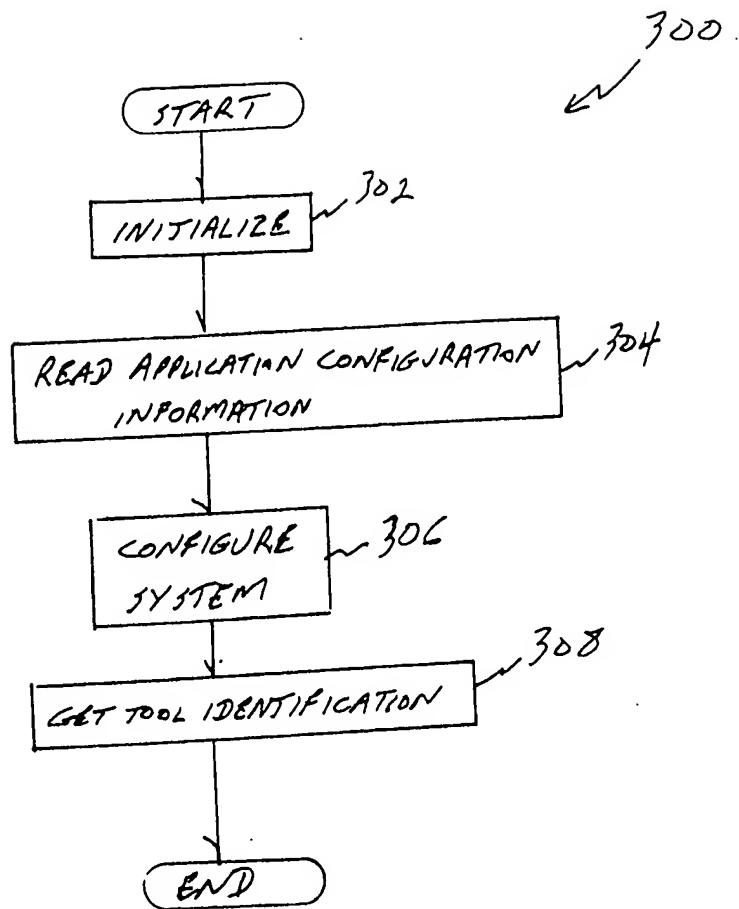 300
START
302
INITIALIZE
304
READ APPLICATION CONFIGURATION
INFORMATION
306
CONFIGURE
SYSTEM
308
GET TOOL IDENTIFICATION
END